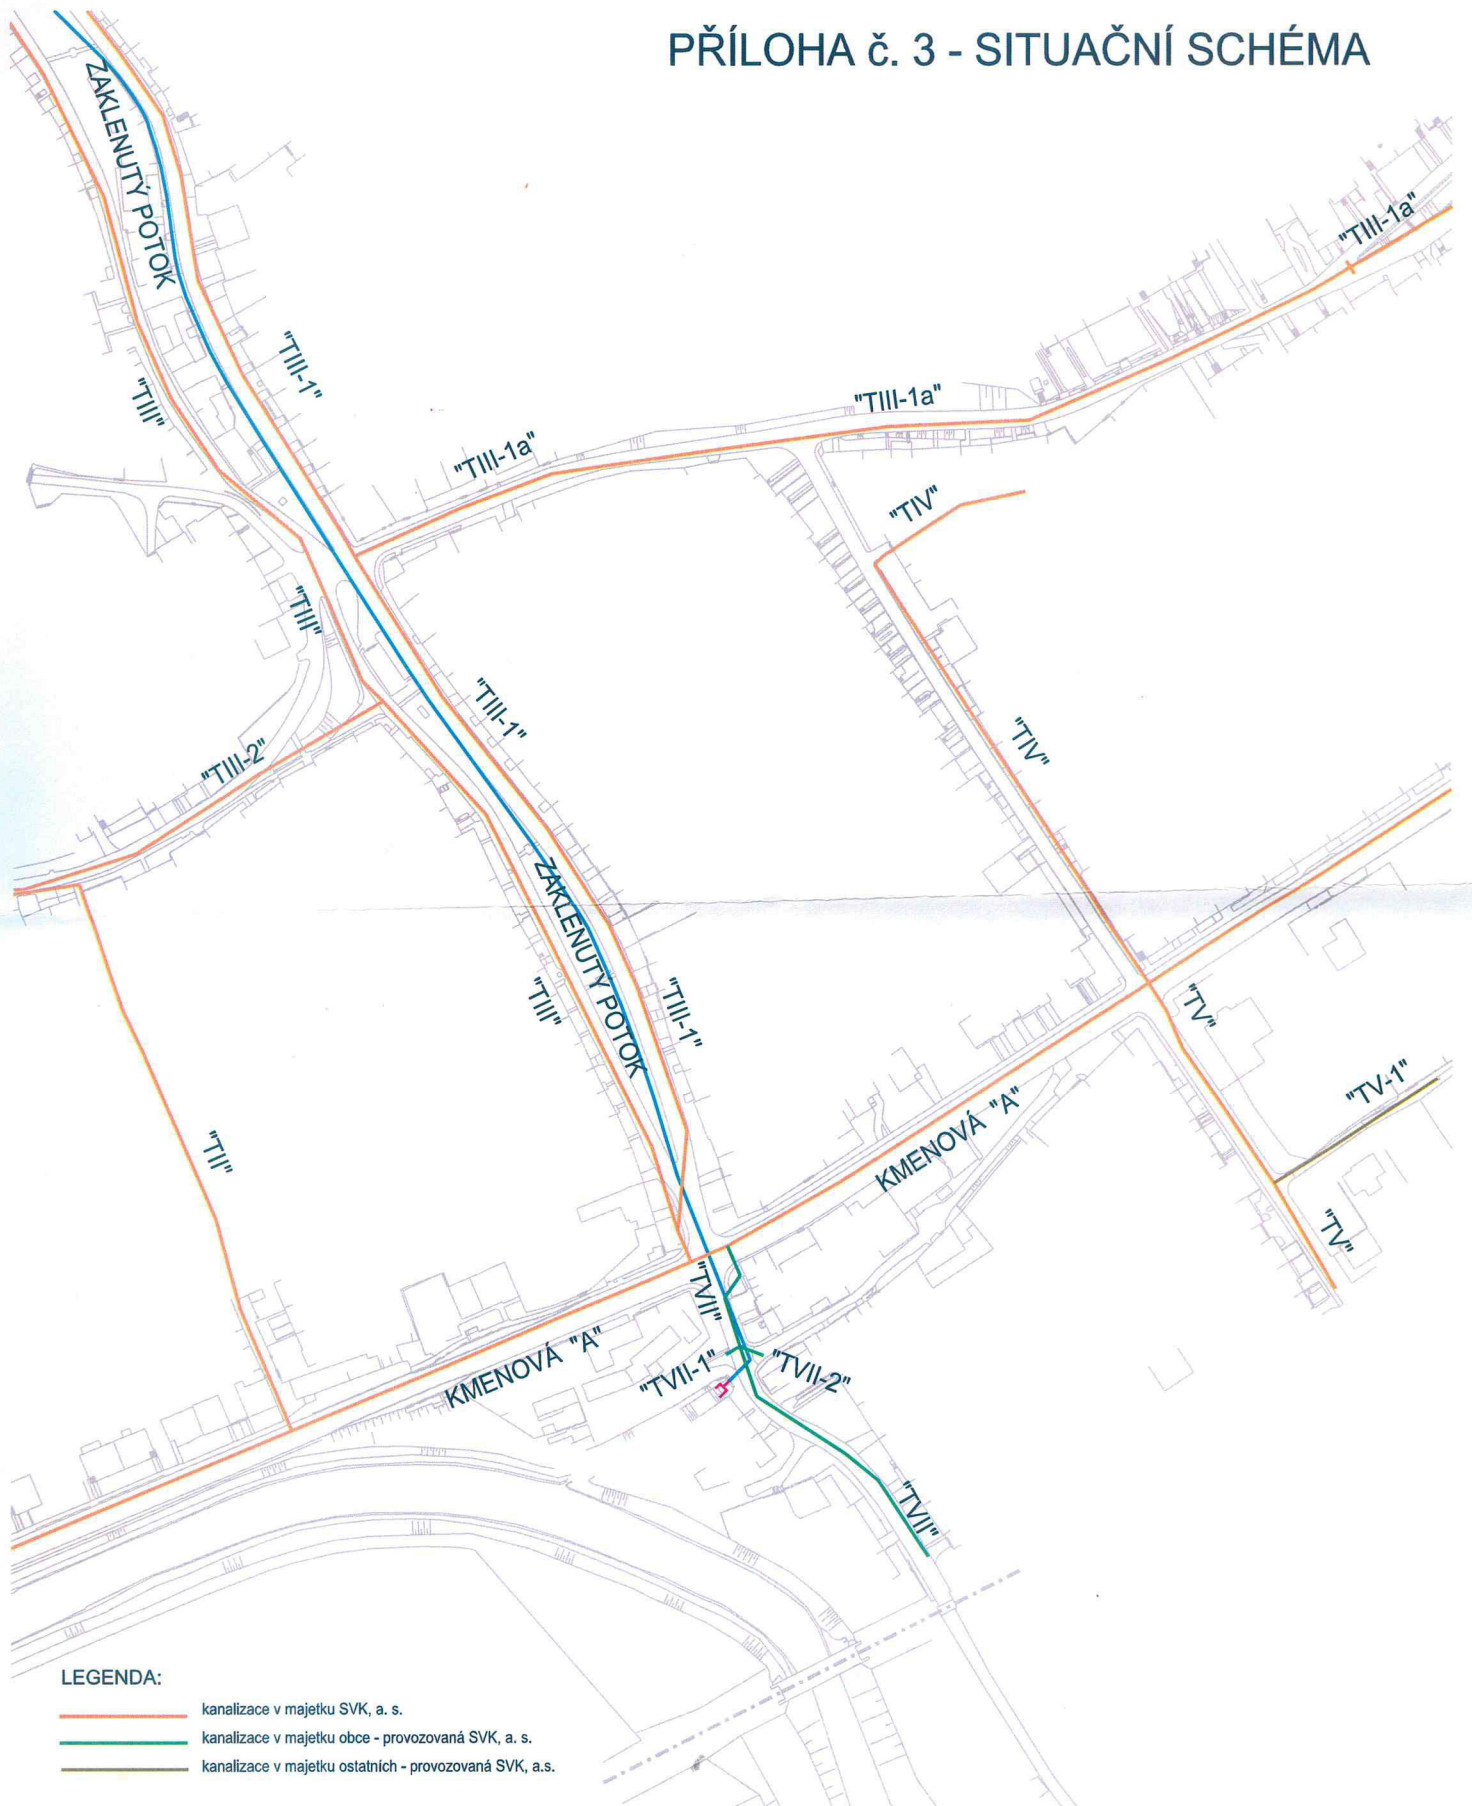 PŘÍLOHA č. 3 - SITUAČNÍ SCHÉMA
ZAKLENUTÝ POTOK
"TIII-1a"
"TIII-1"
"TIII"
"TIII-1a"
"TIII-1a"
"TIV"
"TIII"
"TIII-1"
"TIV"
"TIII-2"
ZAKLENUTÝ POTOK
"TIII"
"TIII-1"
"TV"
"TV-1"
KMENOVÁ "A"
"TII"
"TV"
"TVII"
KMENOVÁ "A"
"TVII-1"
"TVII-2"
"TVII"
LEGENDA:
kanalizace v majetku SVK, a. s.
kanalizace v majetku obce - provozovaná SVK, a. s.
kanalizace v majetku ostatních - provozovaná SVK, a.s.